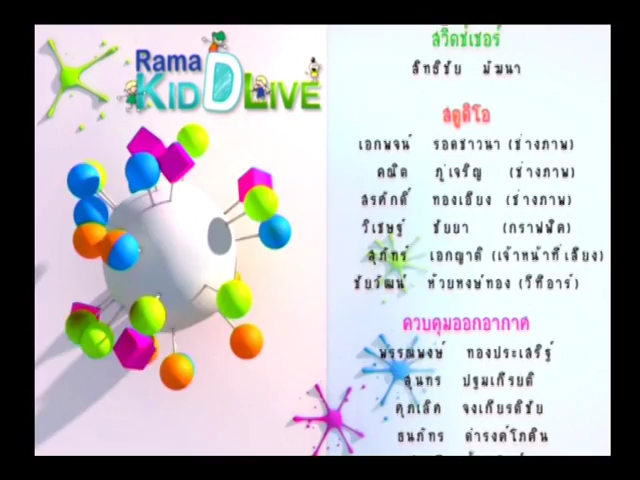 Rama
KIDD LIVE
สวิตช์เชอร์
สิทธิชัย มัฆนา
สตูดิโอ
เอกพจน์ รอดชาวนา (ช่างภาพ)
คณิต ภู่เจริญ (ช่างภาพ)
สรศักดิ์ ทองเอียง (ช่างภาพ)
วิเชษฐ์ ชัยยา (กราฟฟิค)
สุภัทร์ เอกญาติ (เจ้าหน้าที่เสียง)
ชัยวัฒน์ ห้วยหงษ์ทอง (วีทีอาร์)
ควบคุมออกอากาศ
พรรณพงษ์ ทองประเสริฐ
สุนทร ปฐมเกียรติ
ศุภเลิศ จงเกียรติชัย
ธนภัทร ดำรงค์โภคิน